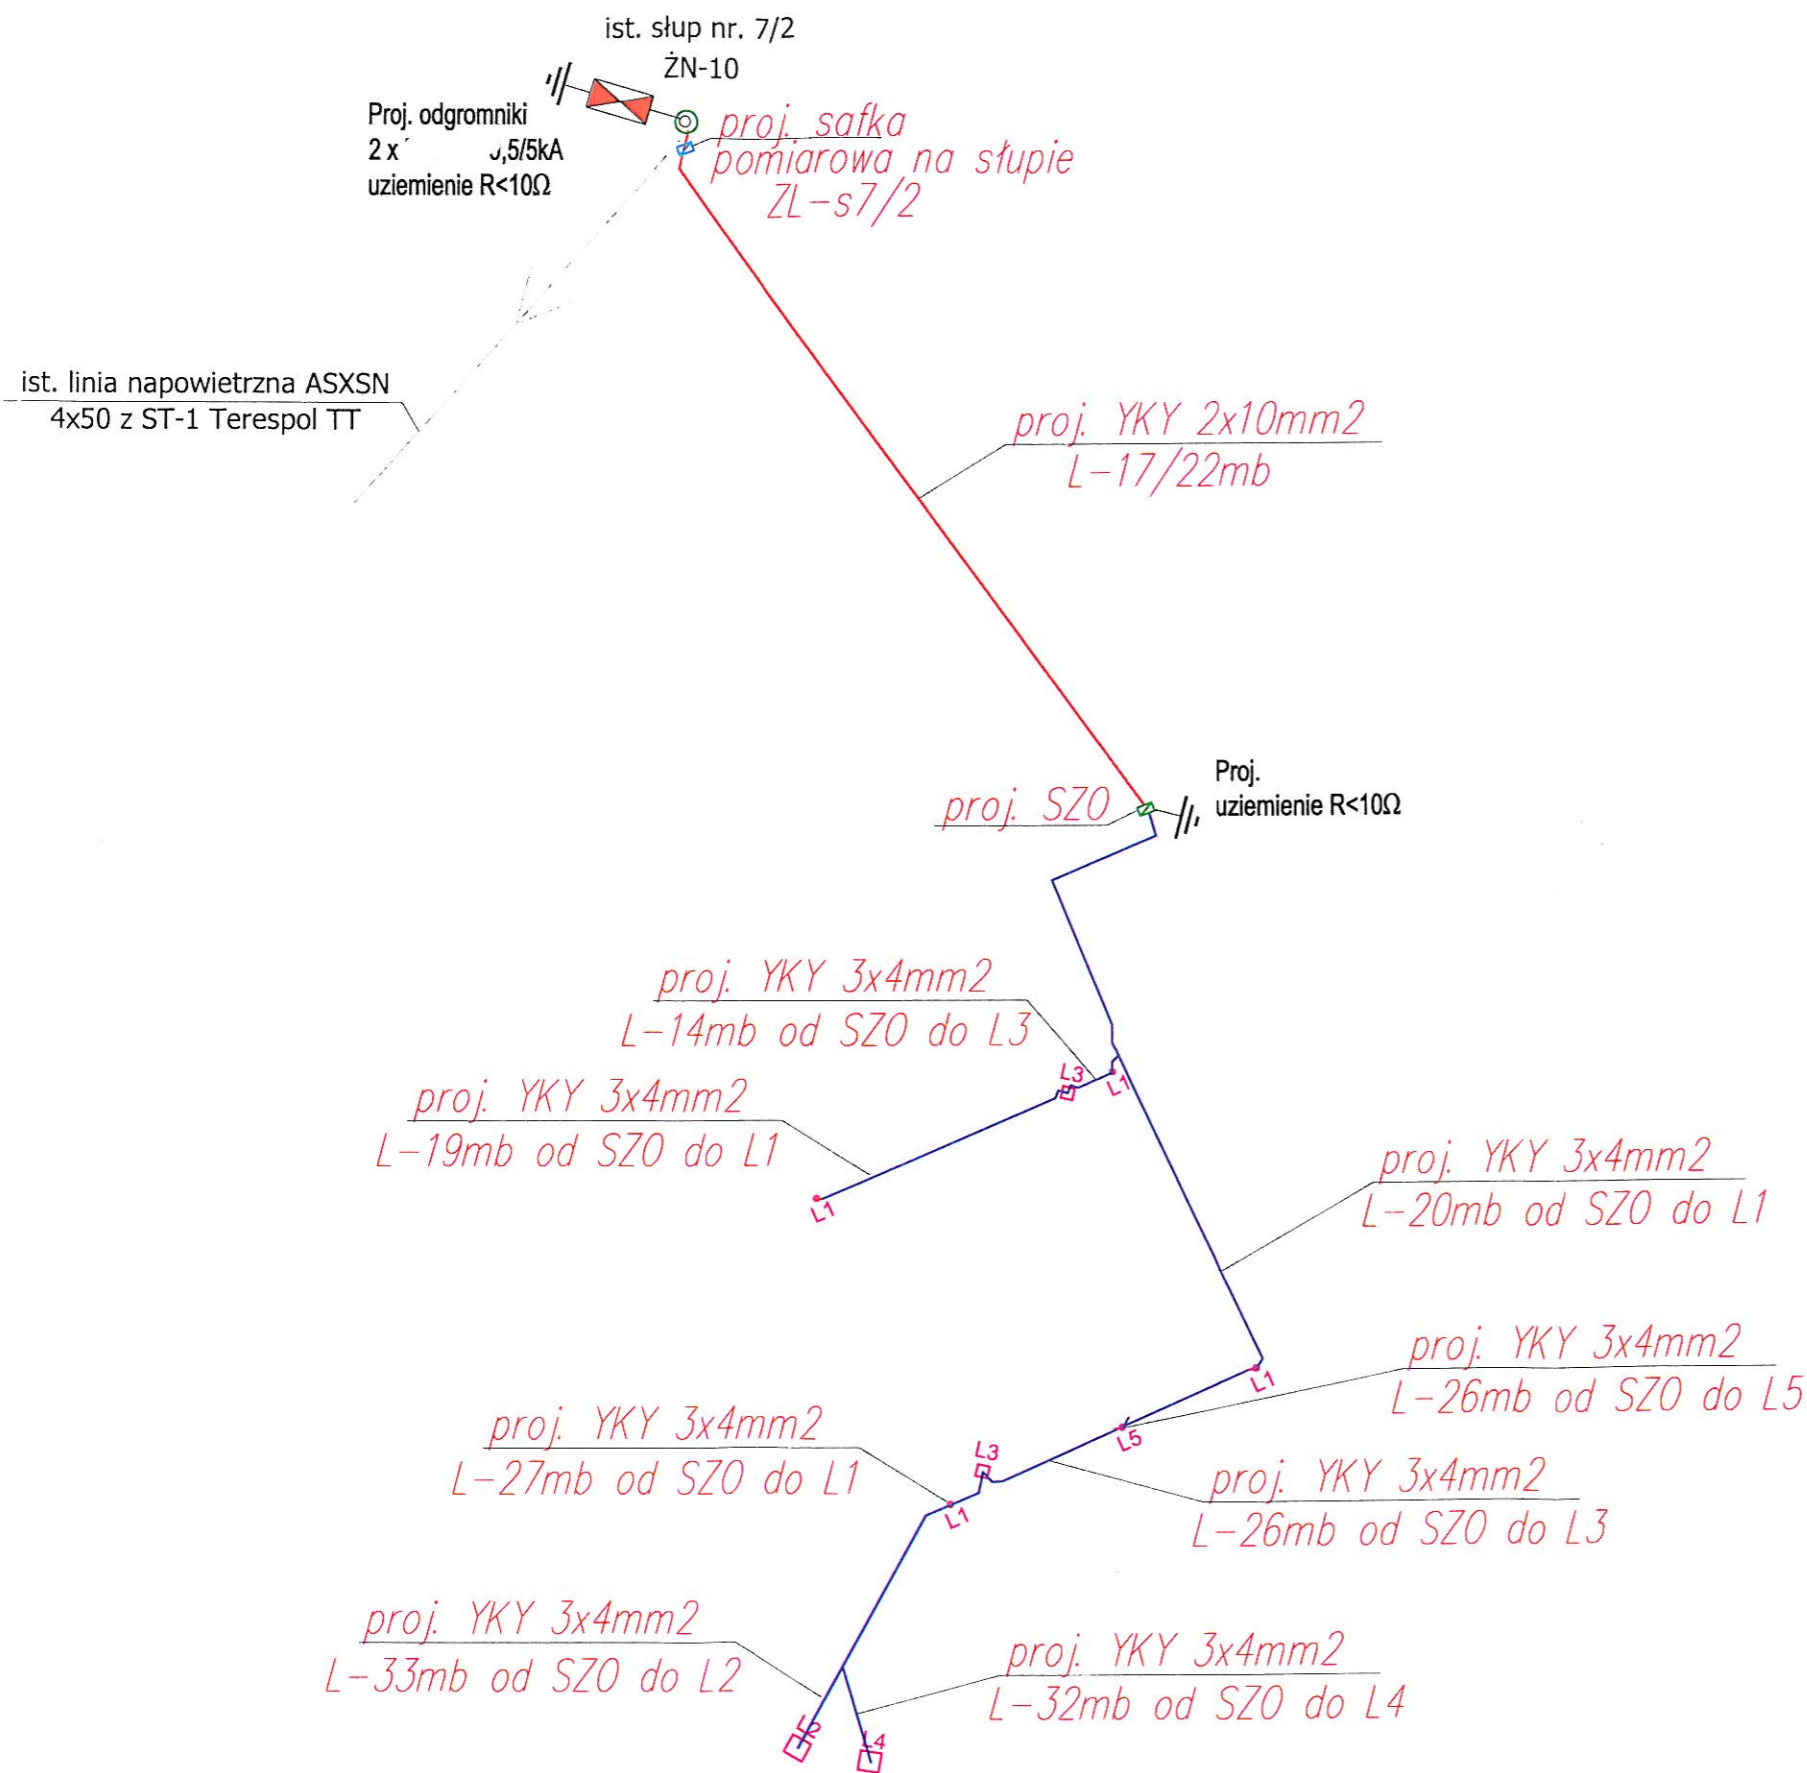 ist. słup nr. 7/2
ŻN-10
Proj. odgromniki
2 x
,5/5kA
uziemienie R<10Ω
proj. safka
pomiarowa na słupie
ZL-s7/2
ist. linia napowietrzna ASXSN
4x50 z ST-1 Terespol TT
proj. YKY 2x10mm2
L-17/22mb
proj. SZO
Proj.
uziemienie R<10Ω
proj. YKY 3x4mm2
L-14mb od SZO do L3
L3
L1
proj. YKY 3x4mm2
L-19mb od SZO do L1
L1
proj. YKY 3x4mm2
L-20mb od SZO do L1
L1
proj. YKY 3x4mm2
L-26mb od SZO do L5
L5
proj. YKY 3x4mm2
L-27mb od SZO do L1
L3
L1
proj. YKY 3x4mm2
L-26mb od SZO do L3
proj. YKY 3x4mm2
L-33mb od SZO do L2
proj. YKY 3x4mm2
L-32mb od SZO do L4
L2
L4